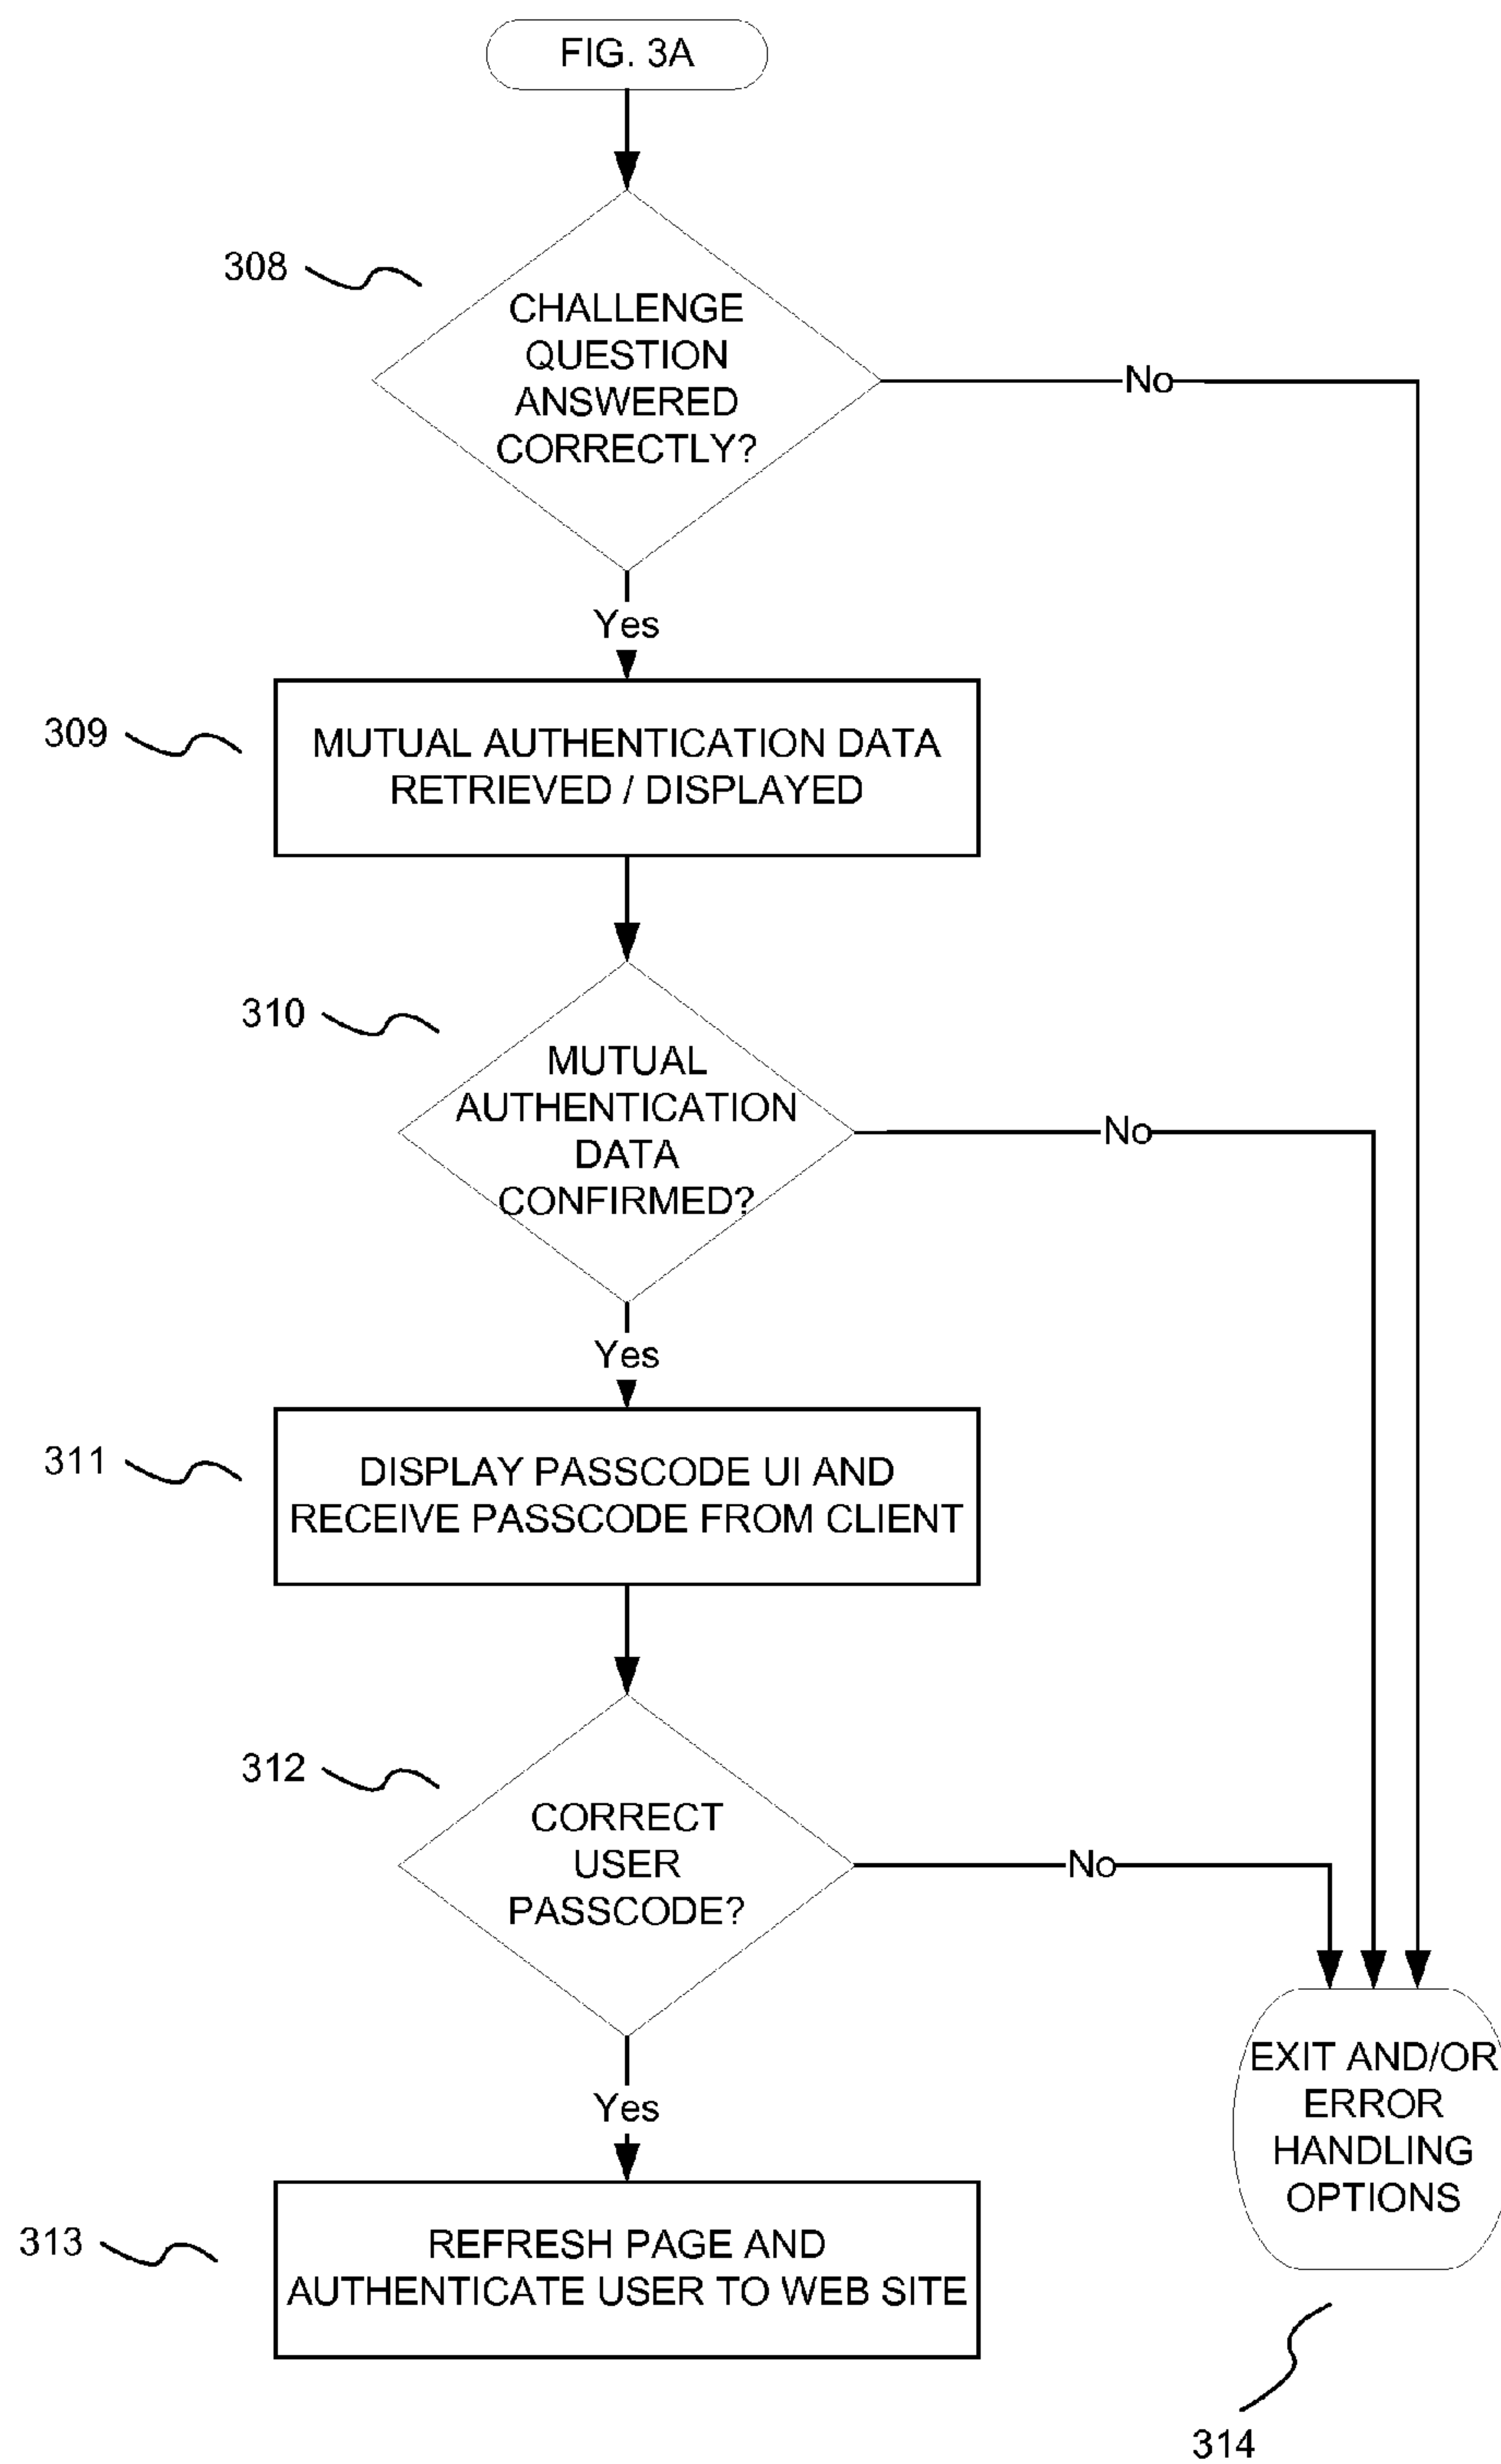 FIG. 3A
308
CHALLENGE
QUESTION
ANSWERED
CORRECTLY?
No
Yes
309
MUTUAL AUTHENTICATION DATA
RETRIEVED / DISPLAYED
310
MUTUAL
AUTHENTICATION
DATA
CONFIRMED?
No
Yes
311
DISPLAY PASSCODE UI AND
RECEIVE PASSCODE FROM CLIENT
312
CORRECT
USER
PASSCODE?
No
Yes
EXIT AND/OR
ERROR
HANDLING
OPTIONS
313
REFRESH PAGE AND
AUTHENTICATE USER TO WEB SITE
314